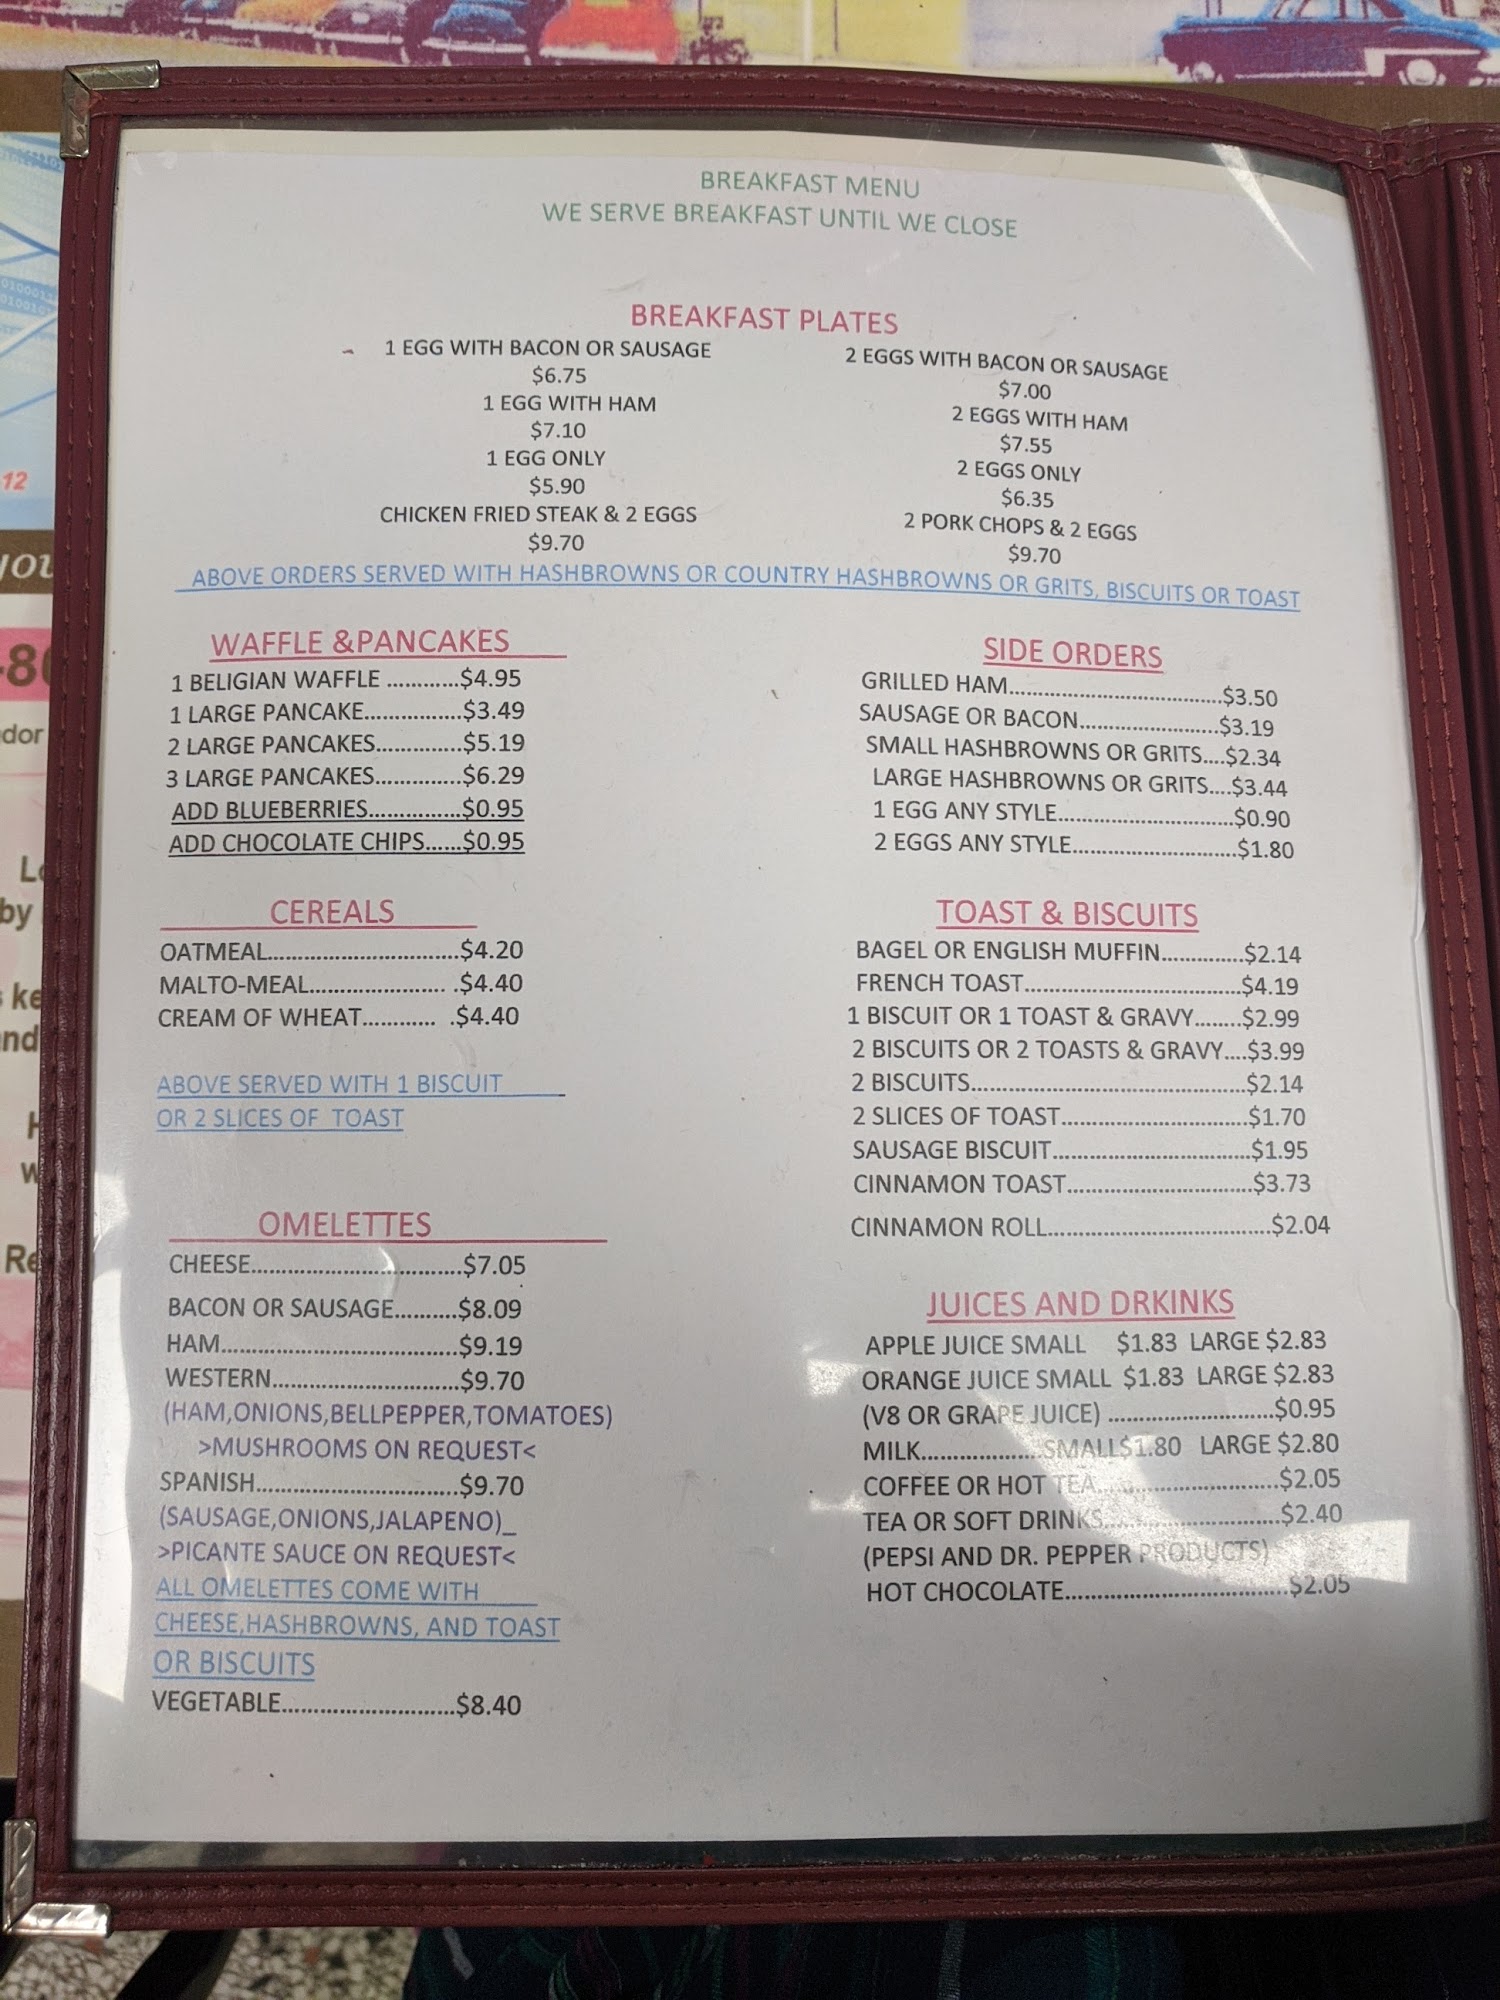 BREAKFAST MENU
WE SERVE BREAKFAST UNTIL WE CLOSE
BREAKFAST PLATES
1 EGG WITH BACON OR SAUSAGE
$6.75
1 EGG WITH HAM
$7.10
1 EGG ONLY
$5.90
CHICKEN FRIED STEAK & 2 EGGS
$9.70
2 EGGS WITH BACON OR SAUSAGE
$7.00
2 EGGS WITH HAM
$7.55
2 EGGS ONLY
$6.35
2 PORK CHOPS & 2 EGGS
$9.70
ABOVE ORDERS SERVED WITH HASHBROWNS OR COUNTRY HASHBROWNS OR GRITS, BISCUITS OR TOAST
WAFFLE &PANCAKES
1 BELIGIAN WAFFLE ............$4.95
1 LARGE PANCAKE................$3.49
2 LARGE PANCAKES..............$5.19
3 LARGE PANCAKES..............$6.29
ADD BLUEBERRIES...............$0.95
ADD CHOCOLATE CHIPS......$0.95
CEREALS
OATMEAL...............................$4.20
MALTO-MEAL...................... .$4.40
CREAM OF WHEAT............ .$4.40
ABOVE SERVED WITH 1 BISCUIT
OR 2 SLICES OF TOAST
OMELETTES
CHEESE..................................$7.05
BACON OR SAUSAGE..........$8.09
HAM......................................$9.19
WESTERN..............................$9.70
(HAM,ONIONS,BELLPEPPER,TOMATOES)
>MUSHROOMS ON REQUEST<
SPANISH.................................$9.70
(SAUSAGE,ONIONS,JALAPENO)_
>PICANTE SAUCE ON REQUEST<
ALL OMELETTES COME WITH
CHEESE,HASHBROWNS, AND TOAST
OR BISCUITS
VEGETABLE............................$8.40
SIDE ORDERS
GRILLED HAM...................................$3.50
SAUSAGE OR BACON.......................$3.19
SMALL HASHBROWNS OR GRITS....$2.34
LARGE HASHBROWNS OR GRITS....$3.44
1 EGG ANY STYLE.............................$0.90
2 EGGS ANY STYLE...........................$1.80
TOAST & BISCUITS
BAGEL OR ENGLISH MUFFIN.............$2.14
FRENCH TOAST...................................$4.19
1 BISCUIT OR 1 TOAST & GRAVY........$2.99
2 BISCUITS OR 2 TOASTS & GRAVY....$3.99
2 BISCUITS.............................................$2.14
2 SLICES OF TOAST...............................$1.70
SAUSAGE BISCUIT................................$1.95
CINNAMON TOAST..............................$3.73
CINNAMON ROLL....................................$2.04
JUICES AND DRKINKS
APPLE JUICE SMALL $1.83 LARGE $2.83
ORANGE JUICE SMALL $1.83 LARGE $2.83
(V8 OR GRAPE JUICE) ...........................$0.95
MILK....................SMALL$1.80 LARGE $2.80
COFFEE OR HOT TEA.............................$2.05
TEA OR SOFT DRINKS............................$2.40
(PEPSI AND DR. PEPPER PRODUCTS)
HOT CHOCOLATE....................................$2.05
12